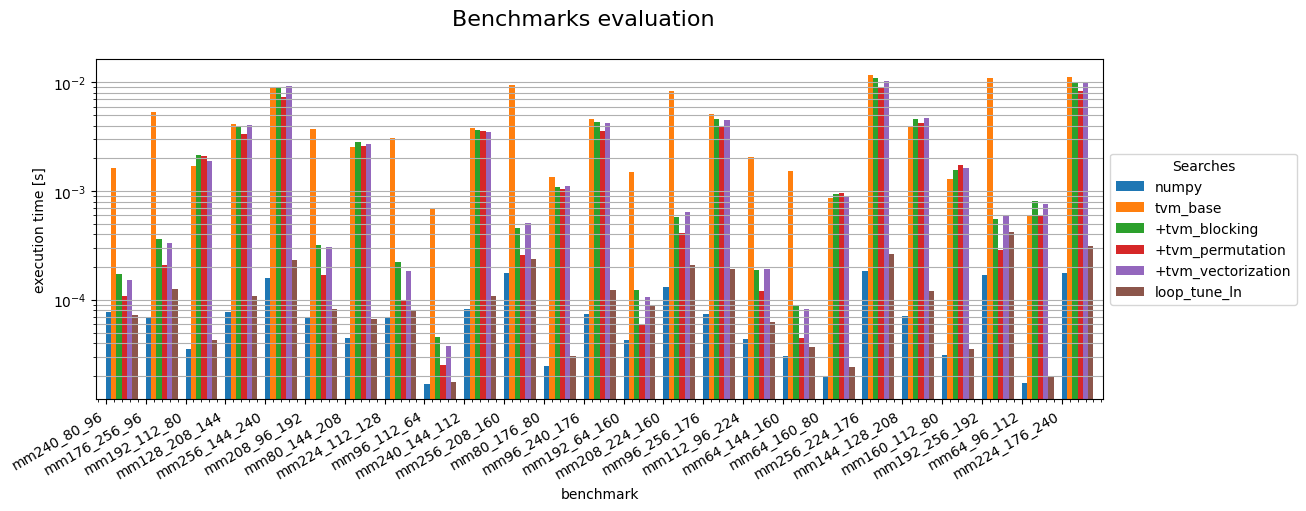 Benchmarks evaluation
execution time [s]
10⁻²
10⁻³
10⁻⁴
mm240_80_96
mm176_256_96
mm192_112_80
mm128_208_144
mm256_144_240
mm208_96_192
mm80_144_208
mm224_112_128
mm96_112_64
mm240_144_112
mm256_208_160
mm80_176_80
mm96_240_176
mm192_64_160
mm208_224_160
mm96_256_176
mm112_96_224
mm64_144_160
mm64_160_80
mm256_224_176
mm144_128_208
mm160_112_80
mm192_256_192
mm64_96_112
mm224_176_240
benchmark
Searches
numpy
tvm_base
+tvm_blocking
+tvm_permutation
+tvm_vectorization
loop_tune_ln